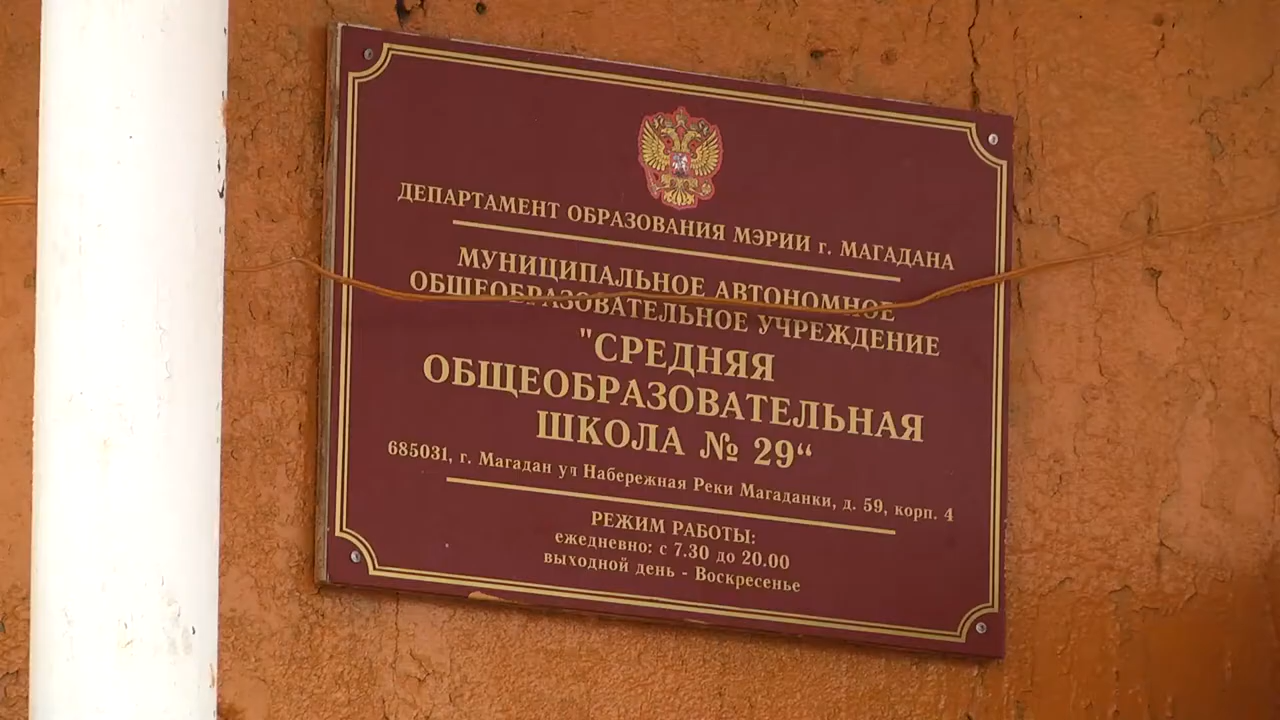 ДЕПАРТАМЕНТ ОБРАЗОВАНИЯ МЭРИИ г. МАГАДАНА
МУНИЦИПАЛЬНОЕ АВТОНОМНОЕ
ОБЩЕОБРАЗОВАТЕЛЬНОЕ УЧРЕЖДЕНИЕ
"СРЕДНЯЯ
ОБЩЕОБРАЗОВАТЕЛЬНАЯ
ШКОЛА № 29“
685031, г. Магадан ул Набережная Реки Магаданки, д. 59, корп. 4
РЕЖИМ РАБОТЫ:
ежедневно: с 7.30 до 20.00
выходной день - Воскресенье